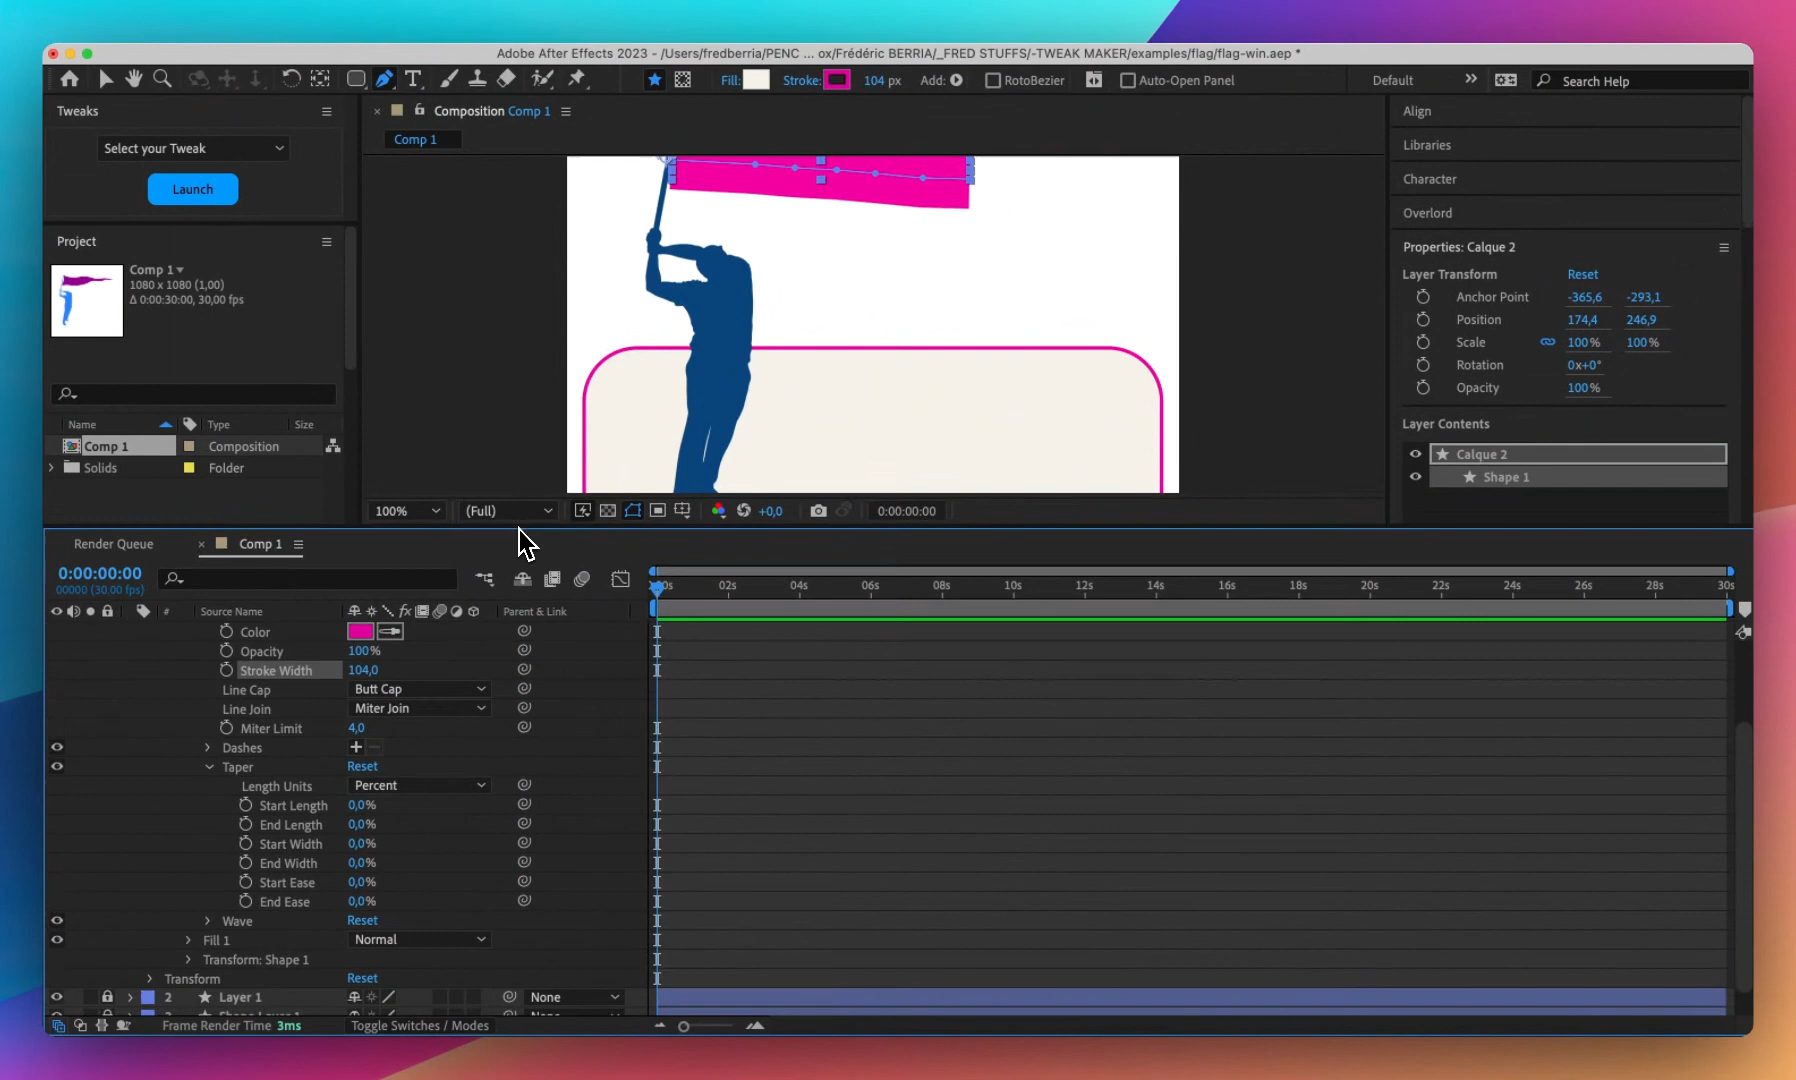 Adobe After Effects 2023 - /Users/fredberria/PENC ... ox/Frédéric BERRIA/_FRED STUFFS/-TWEAK MAKER/examples/flag/flag-win.aep *
Fill: Stroke: 104 px Add: RotoBezier Auto-Open Panel Default Search Help
Tweaks
Select your Tweak
Launch
Project
Comp 1
1080 x 1080 (1,00)
Δ 0:00:30:00, 30,00 fps
Name Type Size
Comp 1 Composition
Solids Folder
Composition Comp 1
Comp 1
100% (Full) +0,0 0:00:00:00
Align
Libraries
Character
Overlord
Properties: Calque 2
Layer Transform Reset
Anchor Point -365,6 -293,1
Position 174,4 246,9
Scale 100% 100%
Rotation 0x+0°
Opacity 100%
Layer Contents
Calque 2
Shape 1
Render Queue Comp 1
0:00:00:00
00000 (30.00 fps)
00s 02s 04s 06s 08s 10s 12s 14s 16s 18s 20s 22s 24s 26s 28s 30s
# Source Name fx Parent & Link
Color
Opacity 100%
Stroke Width 104,0
Line Cap Butt Cap
Line Join Miter Join
Miter Limit 4,0
Dashes
Taper Reset
Length Units Percent
Start Length 0,0%
End Length 0,0%
Start Width 0,0%
End Width 0,0%
Start Ease 0,0%
End Ease 0,0%
Wave Reset
Fill 1 Normal
Transform: Shape 1
Transform Reset
2 Layer 1 None
Frame Render Time 3ms Toggle Switches / Modes